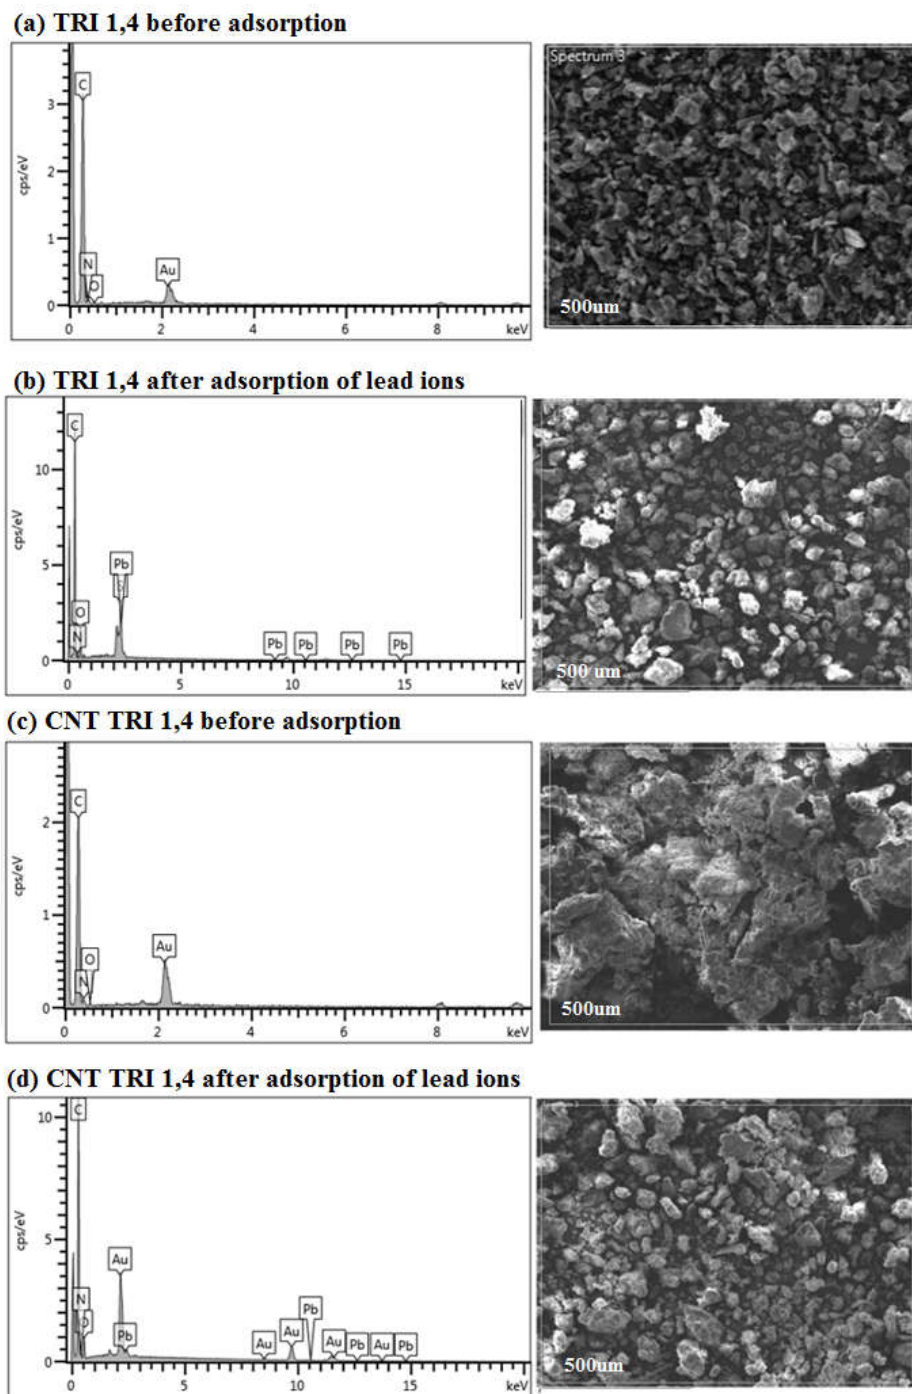 (a) TRI 1,4 before adsorption
Spectrum 3
C
3
cps/eV
2
1
N
O
Au
0
0 2 4 6 8 keV
500um
(b) TRI 1,4 after adsorption of lead ions
C
10
cps/eV
5
Pb
S
O
N
Pb Pb Pb Pb
0
0 5 10 15 keV
500 um
(c) CNT TRI 1,4 before adsorption
C
2
cps/eV
1
O
Au
N
0
0 2 4 6 8 keV
500um
(d) CNT TRI 1,4 after adsorption of lead ions
C
10
cps/eV
5
Au
N
Pb
O
Pb
Au Au Au Pb Au Pb
0
0 5 10 15 keV
500um